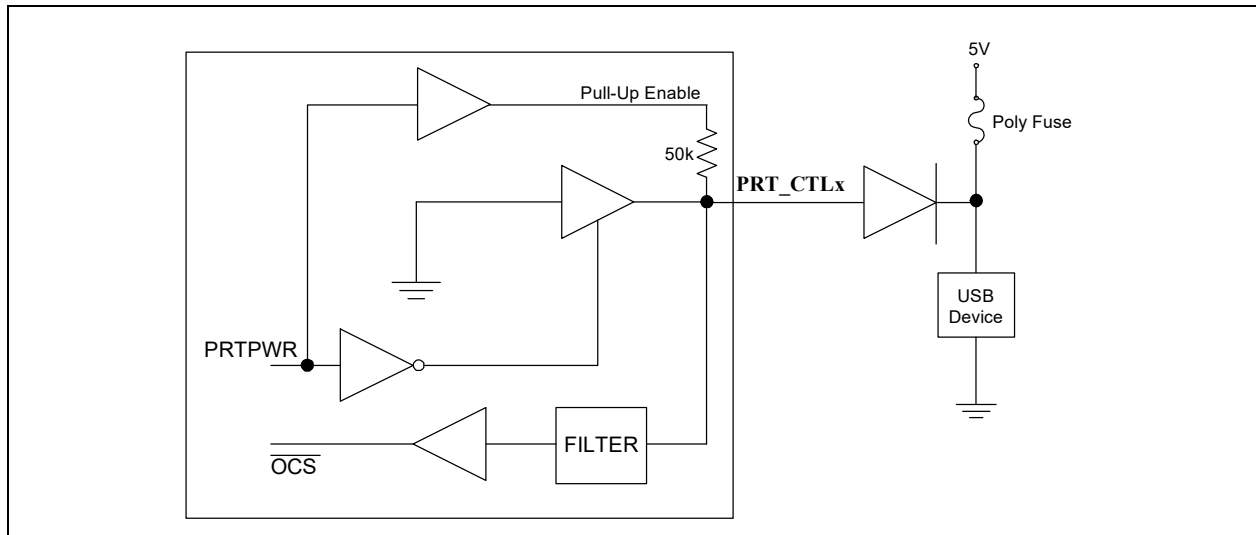 5V
Pull-Up Enable
Poly Fuse
50k
PRT_CTLx
USB
Device
PRTPWR
FILTER
OCS